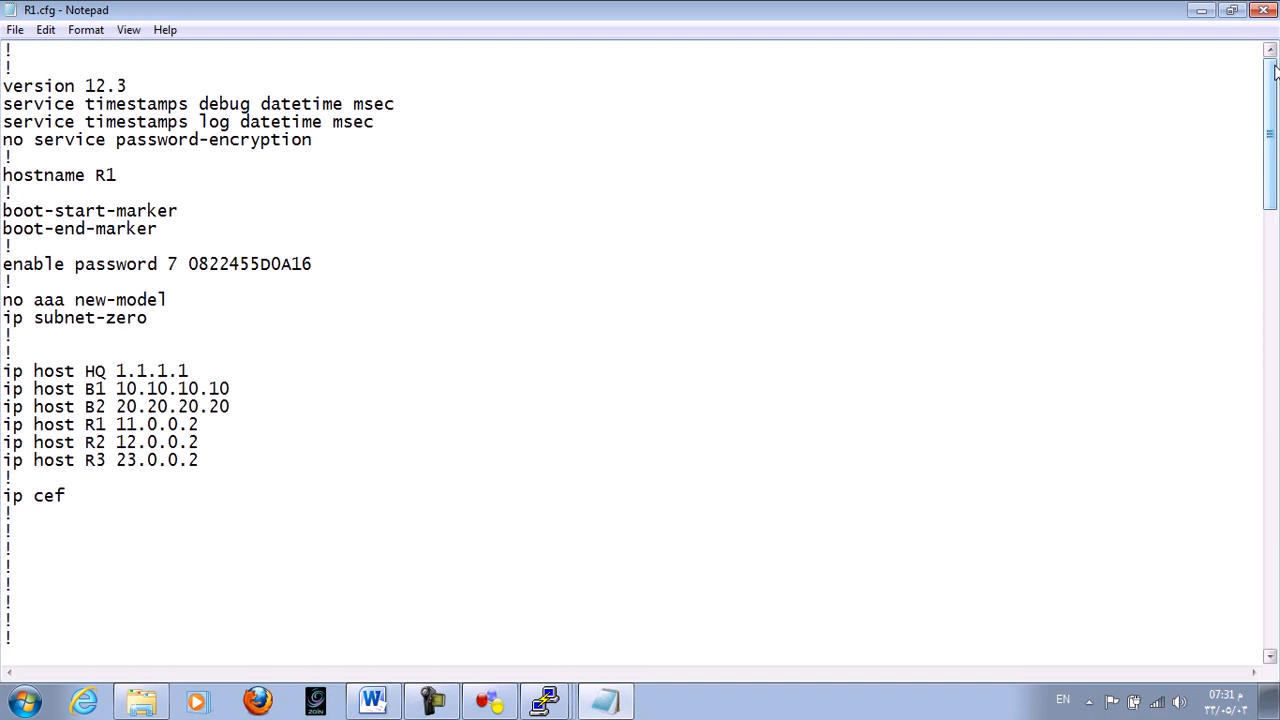 R1.cfg - Notepad
File Edit Format View Help
!
!
version 12.3
service timestamps debug datetime msec
service timestamps log datetime msec
no service password-encryption
!
hostname R1
!
boot-start-marker
boot-end-marker
!
enable password 7 0822455D0A16
!
no aaa new-model
ip subnet-zero
!
!
ip host HQ 1.1.1.1
ip host B1 10.10.10.10
ip host B2 20.20.20.20
ip host R1 11.0.0.2
ip host R2 12.0.0.2
ip host R3 23.0.0.2
!
ip cef
!
!
!
!
!
!
!
!
EN
07:31 م
٣٣/٠٥/٠٣